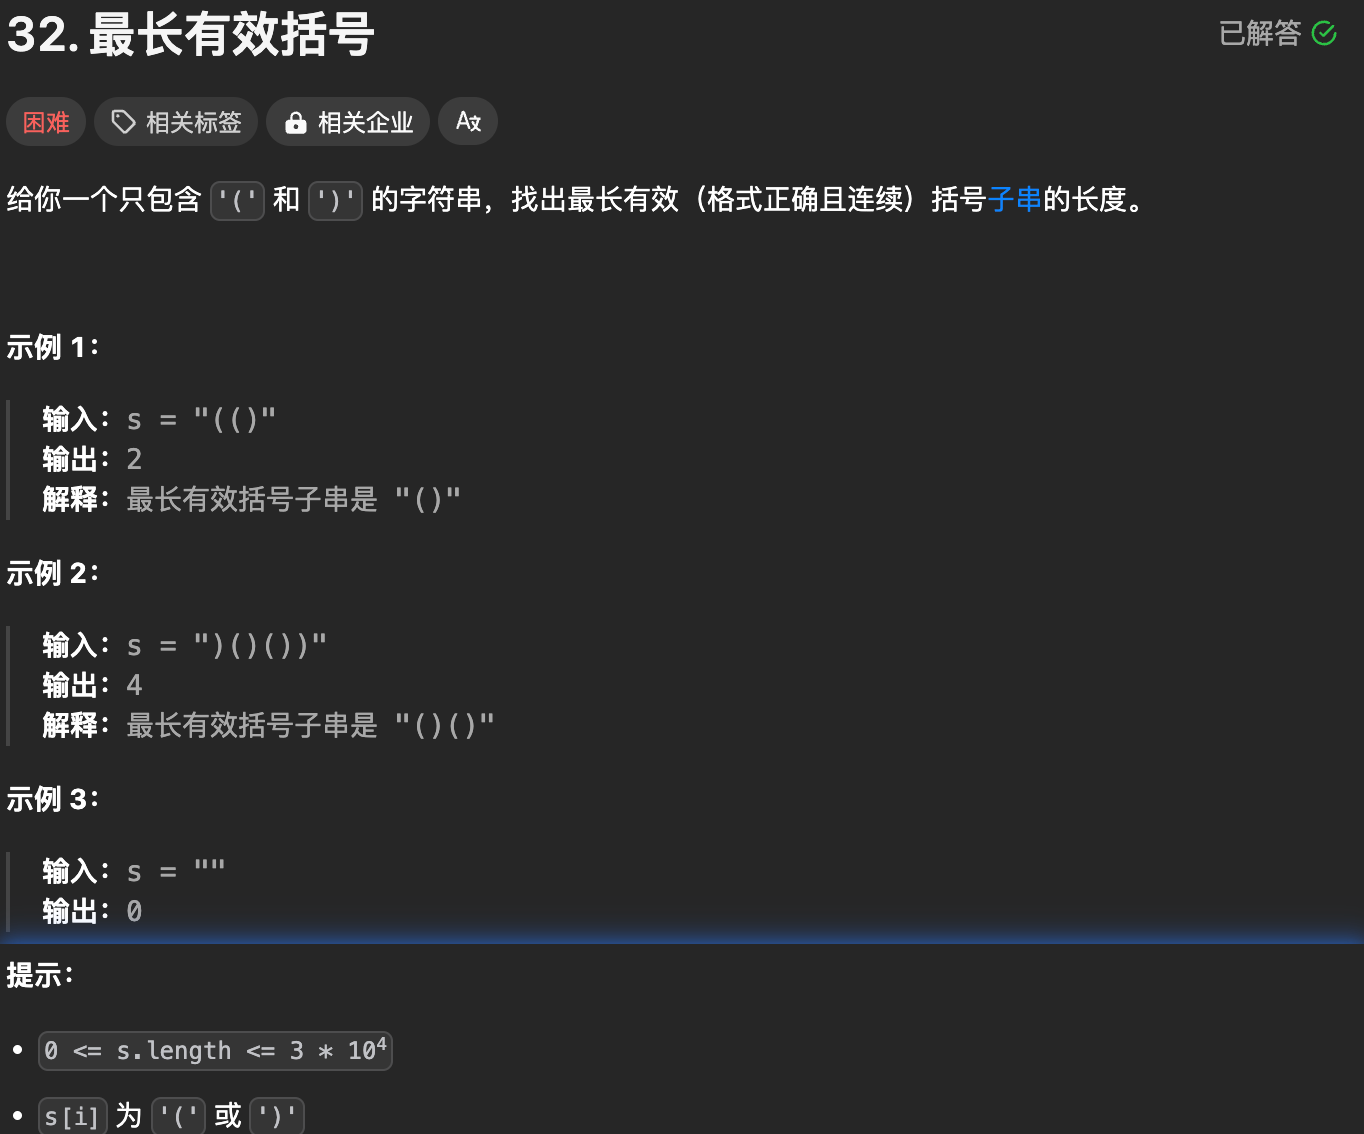 32. 最长有效括号
已解答
困难
相关标签
相关企业
给你一个只包含 '(' 和 ')' 的字符串，找出最长有效（格式正确且连续）括号子串的长度。
示例 1：
输入：s = "(()"
输出：2
解释：最长有效括号子串是 "()"
示例 2：
输入：s = ")()())"
输出：4
解释：最长有效括号子串是 "()()"
示例 3：
输入：s = ""
输出：0
提示：
• 0 <= s.length <= 3 * 10⁴
• s[i] 为 '(' 或 ')'